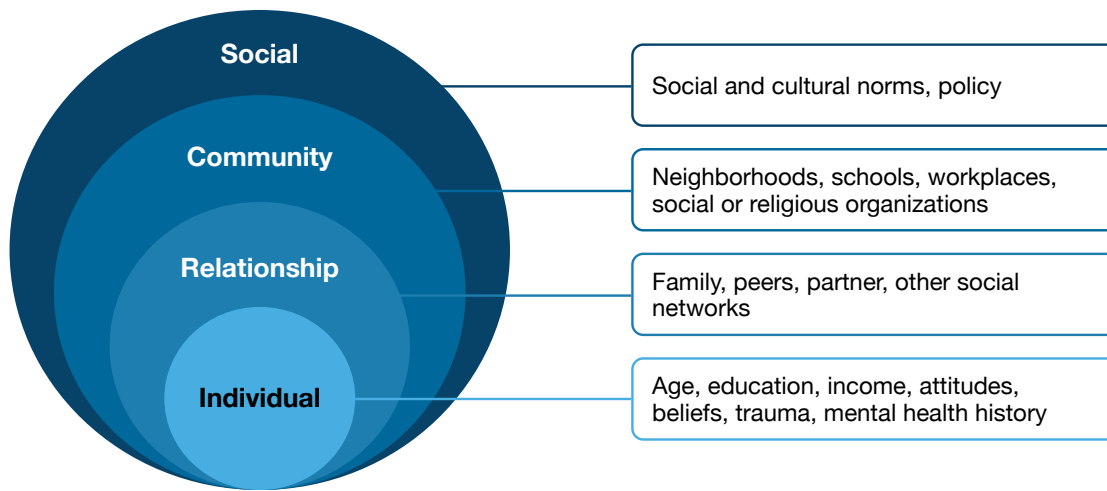 Social
Social and cultural norms, policy
Community
Neighborhoods, schools, workplaces,
social or religious organizations
Relationship
Family, peers, partner, other social
networks
Individual
Age, education, income, attitudes,
beliefs, trauma, mental health history